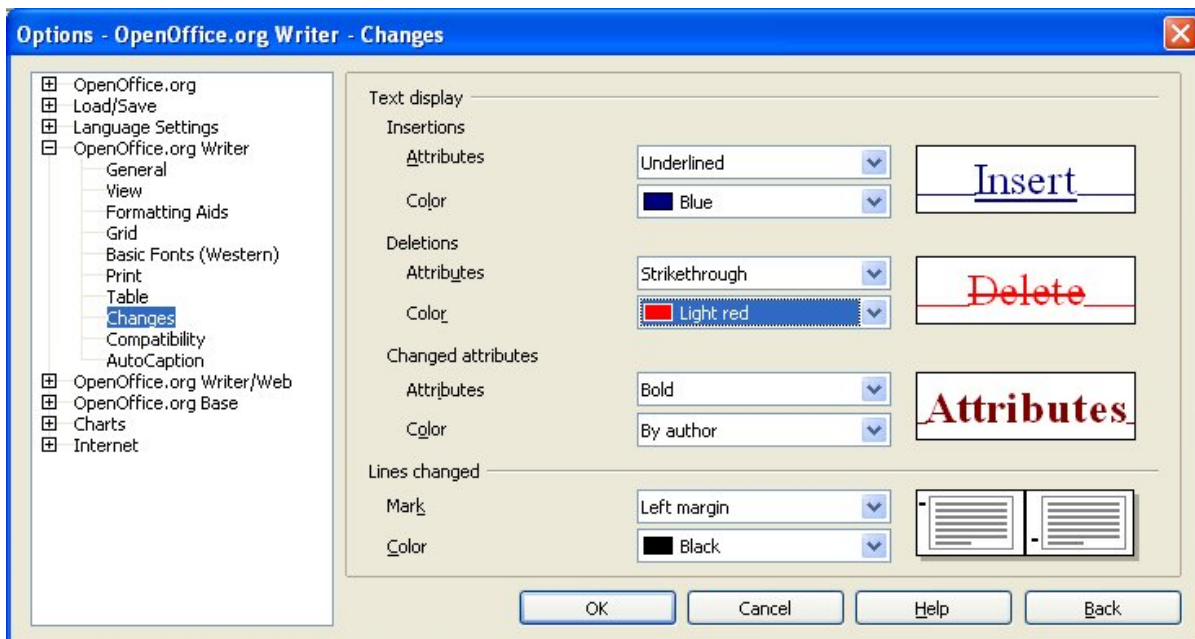 Options - OpenOffice.org Writer - Changes
OpenOffice.org
Load/Save
Language Settings
OpenOffice.org Writer
General
View
Formatting Aids
Grid
Basic Fonts (Western)
Print
Table
Changes
Compatibility
AutoCaption
OpenOffice.org Writer/Web
OpenOffice.org Base
Charts
Internet
Text display
Insertions
Attributes Underlined
Color Blue
Insert
Deletions
Attributes Strikethrough
Color Light red
Delete
Changed attributes
Attributes Bold
Color By author
Attributes
Lines changed
Mark Left margin
Color Black
OK Cancel Help Back